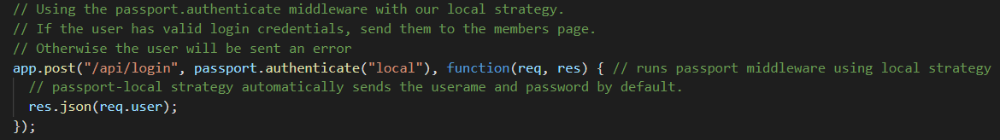 // Using the passport.authenticate middleware with our local strategy.
// If the user has valid login credentials, send them to the members page.
// Otherwise the user will be sent an error
app.post("/api/login", passport.authenticate("local"), function(req, res) { // runs passport middleware using local strategy
// passport-local strategy automatically sends the userame and password by default.
res.json(req.user);
});